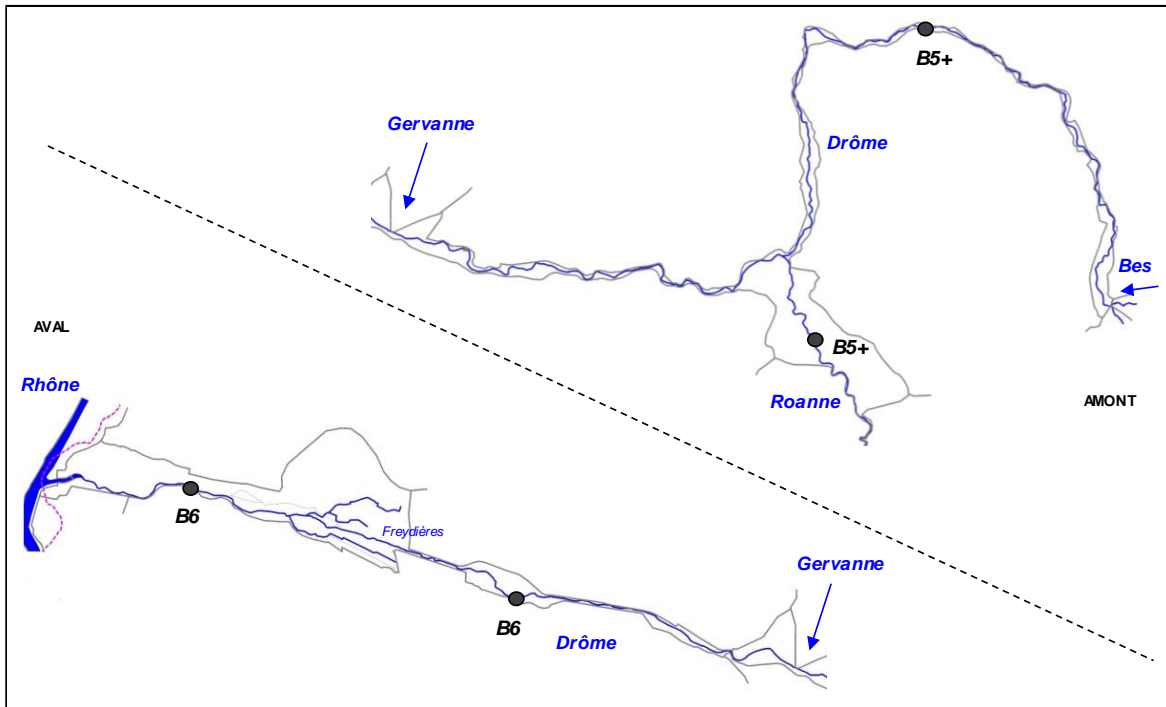 B5+
Gervanne
Drôme
Bes
B5+
Roanne
AMONT
AVAL
Rhône
B6
Freydières
Gervanne
B6
Drôme